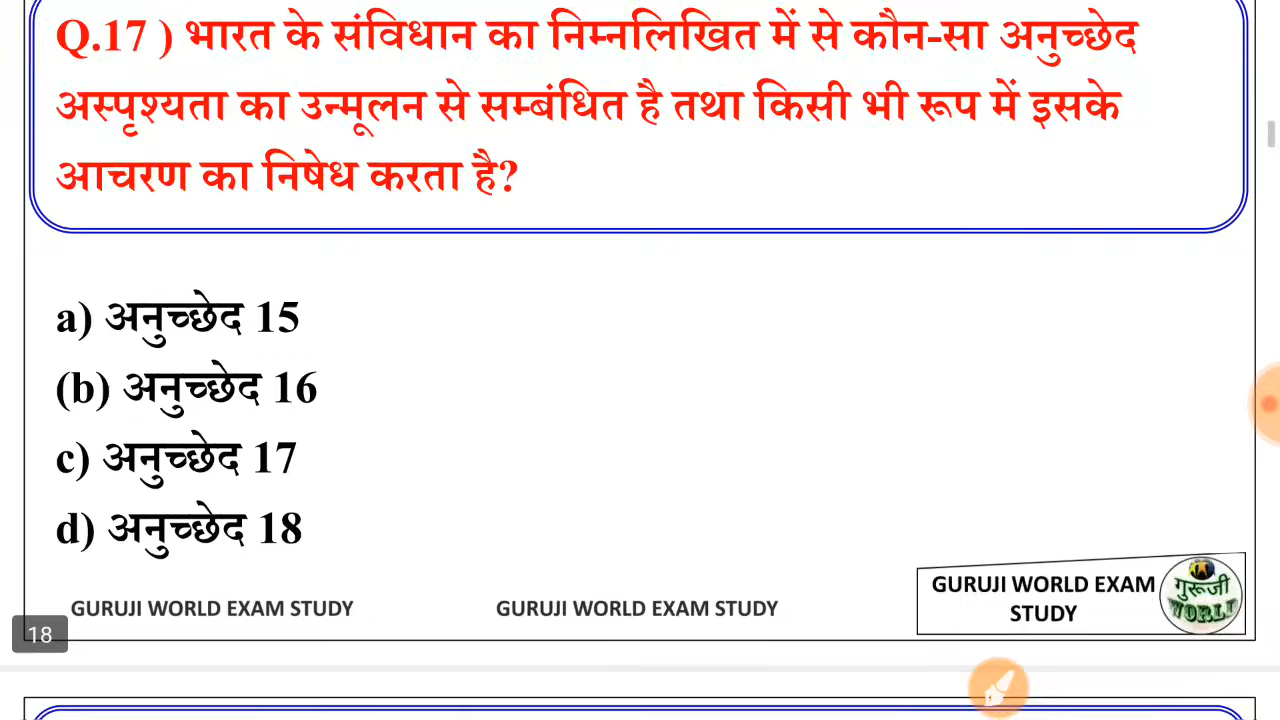 Q.17 ) भारत के संविधान का निम्नलिखित में से कौन-सा अनुच्छेद
अस्पृश्यता का उन्मूलन से सम्बंधित है तथा किसी भी रूप में इसके
आचरण का निषेध करता है?
a) अनुच्छेद 15
(b) अनुच्छेद 16
c) अनुच्छेद 17
d) अनुच्छेद 18
GURUJI WORLD EXAM STUDY
GURUJI WORLD EXAM STUDY
GURUJI WORLD EXAM
STUDY
गुरूजी
WORLD
18